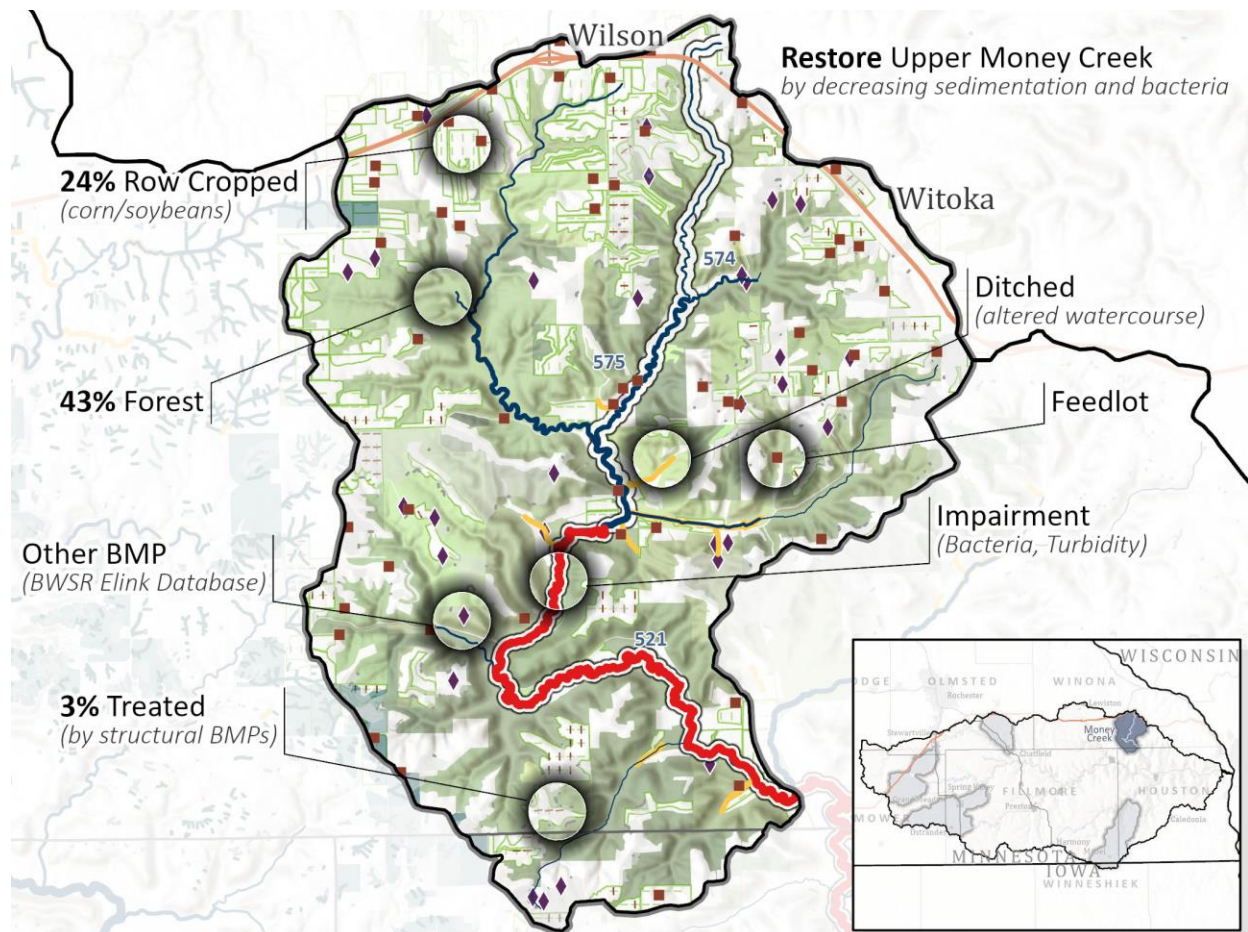 Wilson
Restore Upper Money Creek
by decreasing sedimentation and bacteria
24% Row Cropped
(corn/soybeans)
Witoka
574
Ditched
(altered watercourse)
575
43% Forest
Feedlot
Impairment
(Bacteria, Turbidity)
Other BMP
(BWSR Elink Database)
521
3% Treated
(by structural BMPs)
WISCONSIN
DODGE
OLMSTED
WINONA
Rochester
Lewiston
Money
Creek
Stewartville
Chatfield
Spring Valley
FILLMORE
HOUSTON
MOWER
Preston
Caledonia
Ostrander
Harmony
MINNESOTA
IOWA
WINNESHIEK